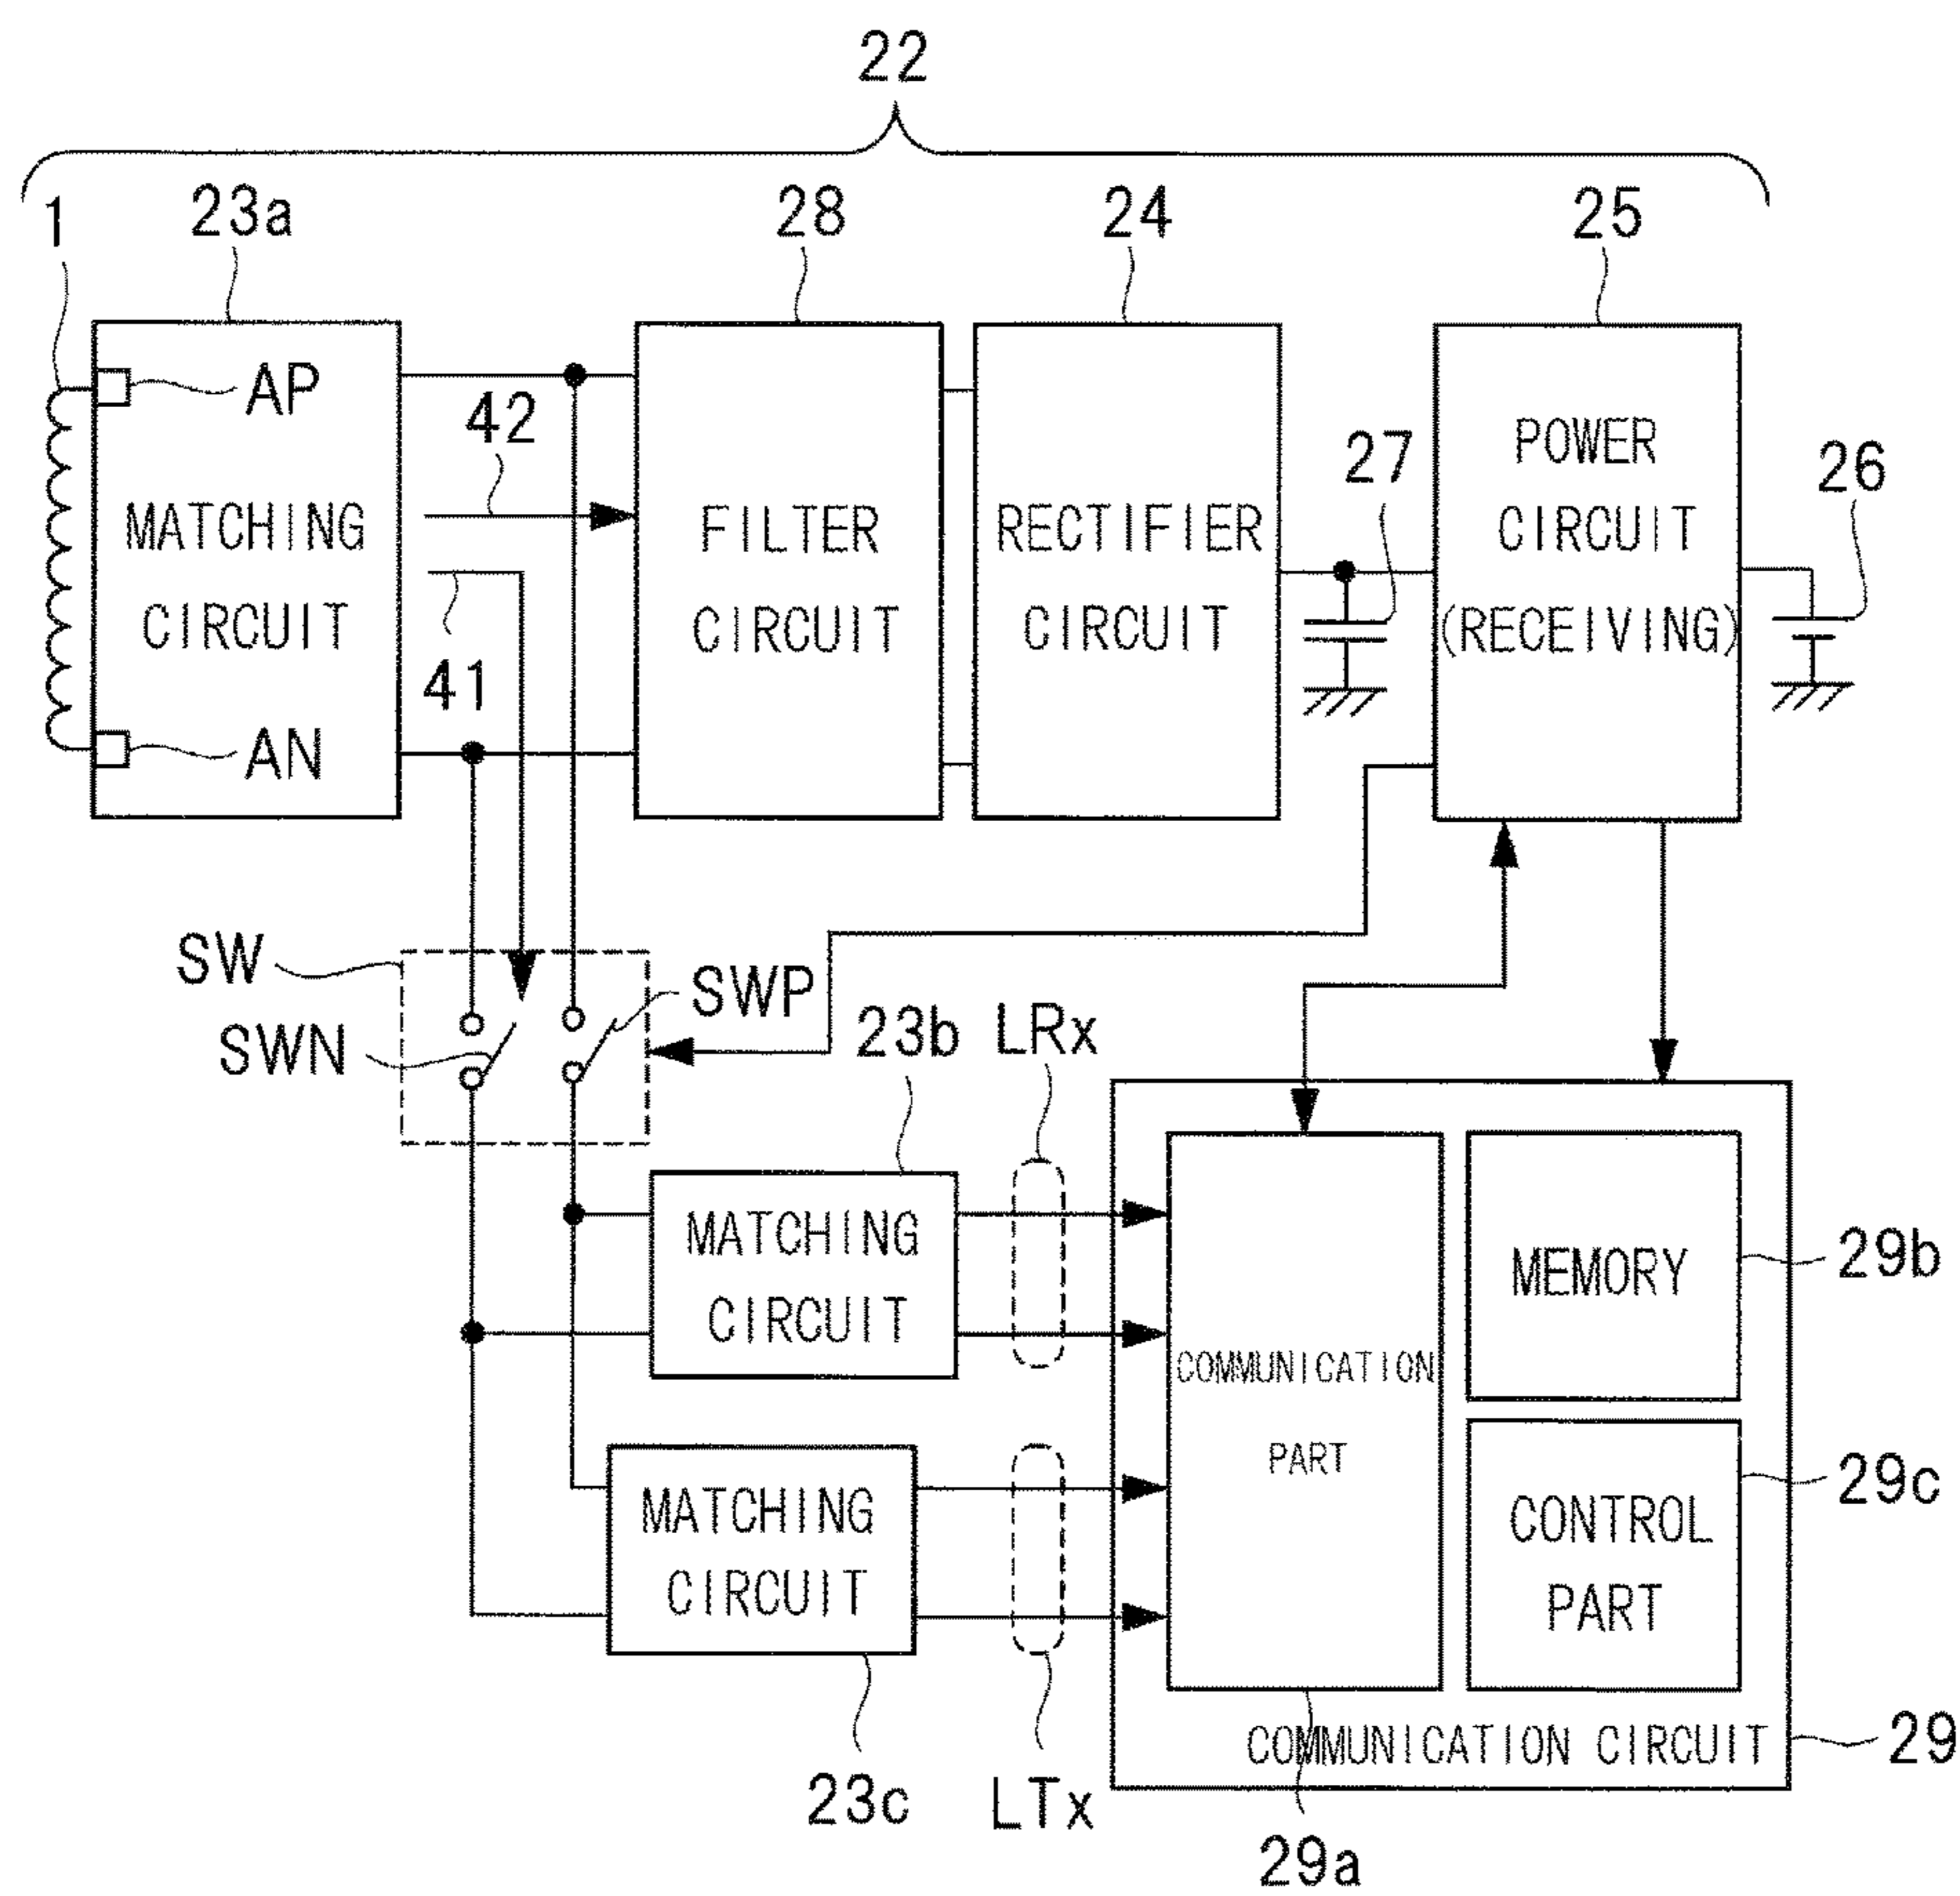 22
1
23a
28
24
25
AP
42
27
26
MATCHING
CIRCUIT
FILTER
CIRCUIT
RECTIFIER
CIRCUIT
POWER
CIRCUIT
(RECEIVING)
41
AN
SW
SWP
SWN
23b
LRx
MATCHING
CIRCUIT
COMMUNICATION
PART
MEMORY
29b
MATCHING
CIRCUIT
CONTROL
PART
29c
COMMUNICATION CIRCUIT
29
23c
LTx
29a